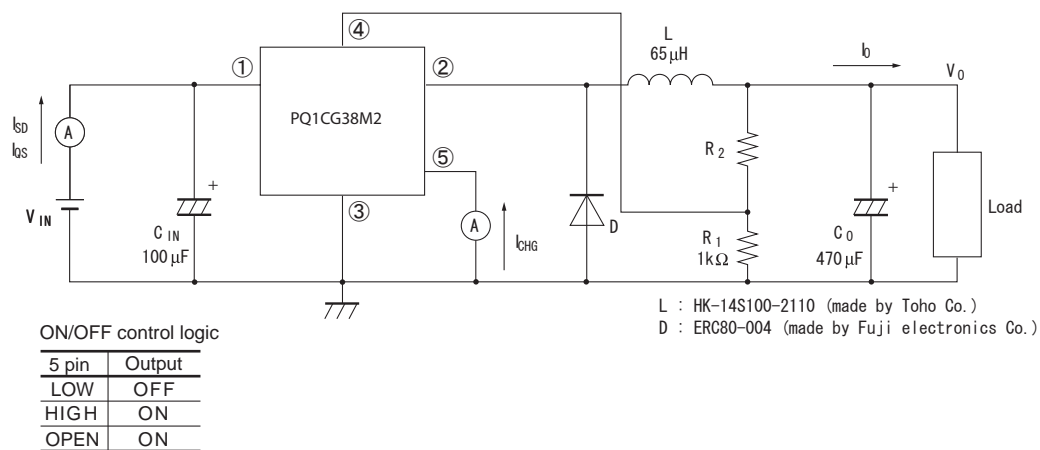 ④
L
65μH
I0
V0
①
②
PQ1CG38M2
ISD
IQS
A
R2
⑤
VIN
+
CIN
100μF
③
A
ICHG
D
R1
1kΩ
+
C0
470μF
Load
L : HK-14S100-2110 (made by Toho Co.)
D : ERC80-004 (made by Fuji electronics Co.)
ON/OFF control logic
5 pin Output
LOW OFF
HIGH ON
OPEN ON